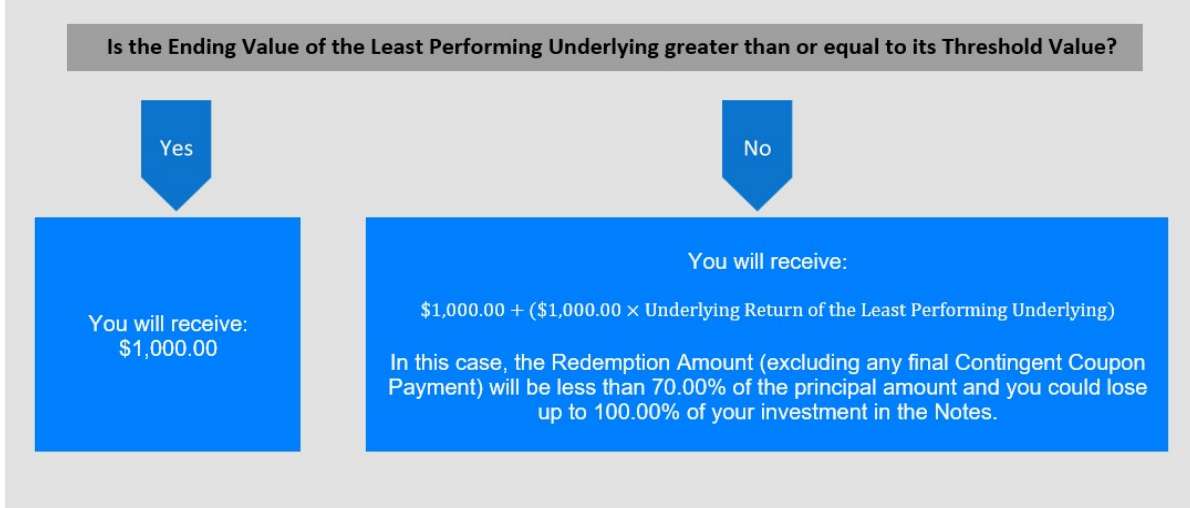 Is the Ending Value of the Least Performing Underlying greater than or equal to its Threshold Value?
Yes
No
You will receive:
$1,000.00
You will receive:
$1,000.00 + ($1,000.00 × Underlying Return of the Least Performing Underlying)
In this case, the Redemption Amount (excluding any final Contingent Coupon
Payment) will be less than 70.00% of the principal amount and you could lose
up to 100.00% of your investment in the Notes.